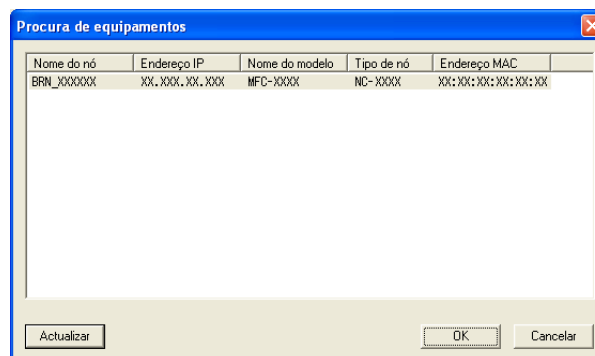 Procura de equipamentos
Nome do nó Endereço IP Nome do modelo Tipo de nó Endereço MAC
BRN_XXXXXX XX.XXX.XX.XXX MFC-XXXX NC-XXXX XX:XX:XX:XX:XX:XX
Actualizar OK Cancelar